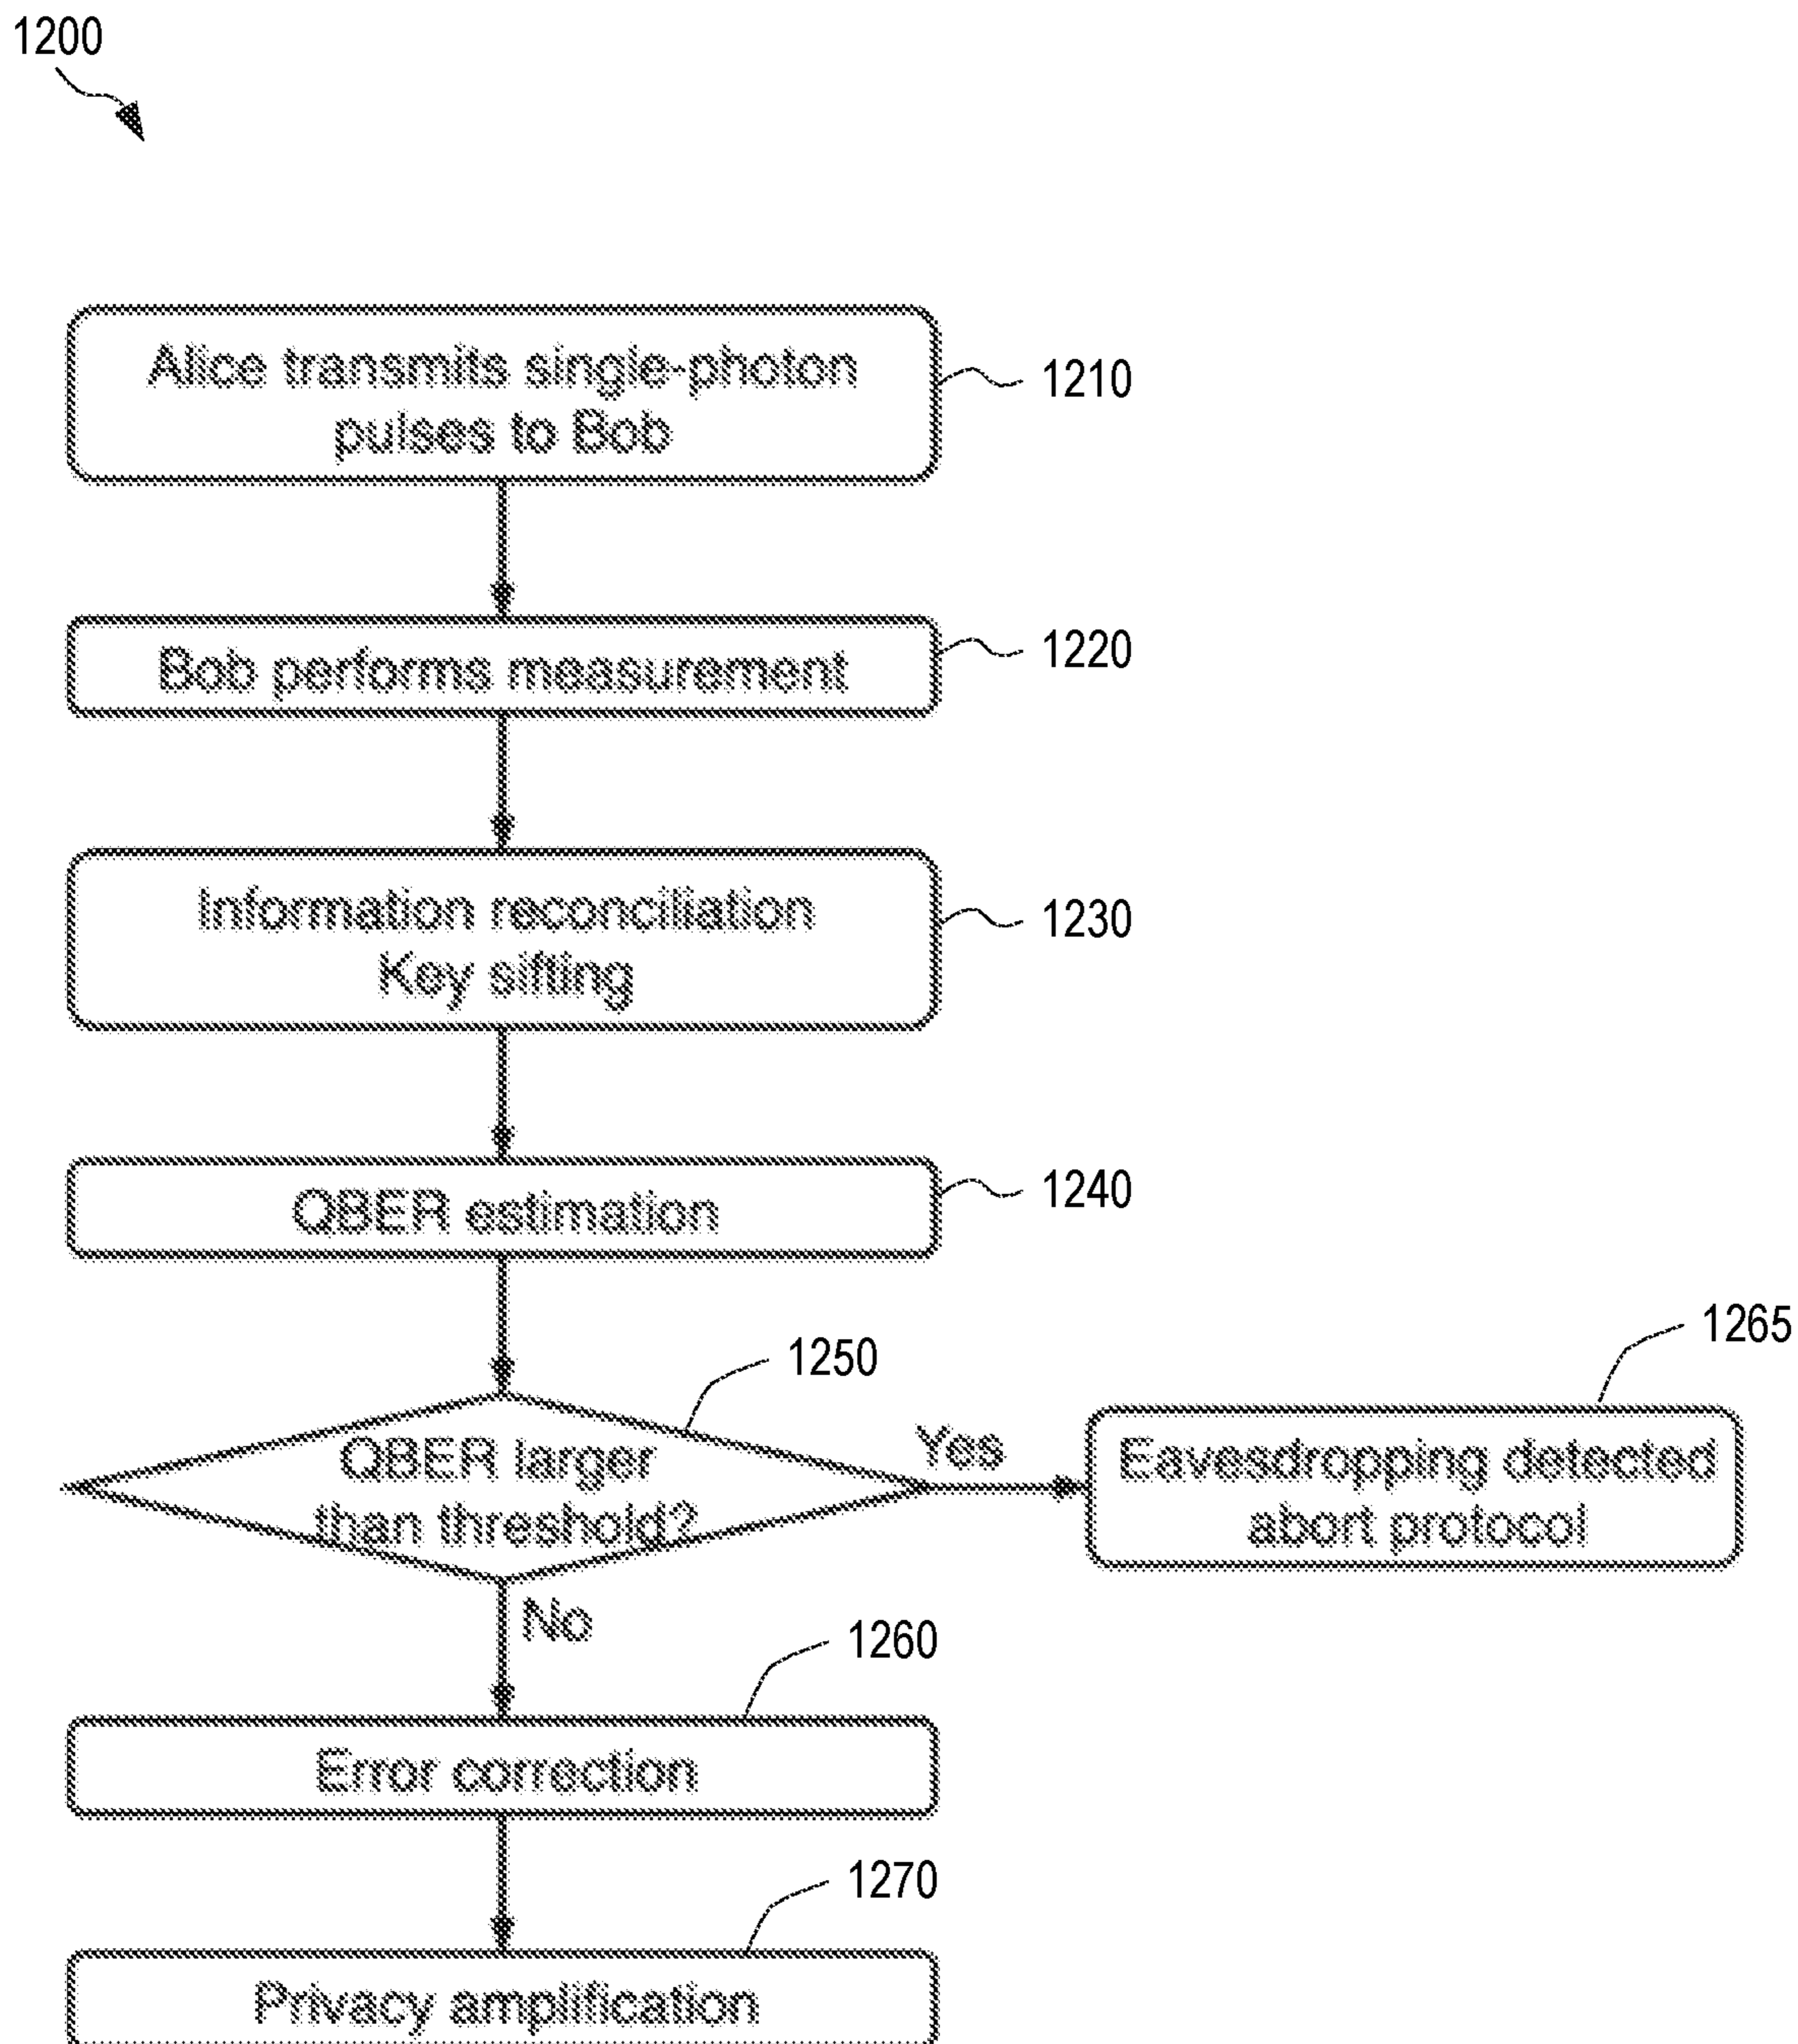 1200
Alice transmits single-photon
pulses to Bob
1210
Bob performs measurement
1220
Information reconciliation
Key sifting
1230
QBER estimation
1240
1250
QBER larger
than threshold?
Yes
1265
Eavesdropping detected
abort protocol
No
1260
Error correction
1270
Privacy amplification